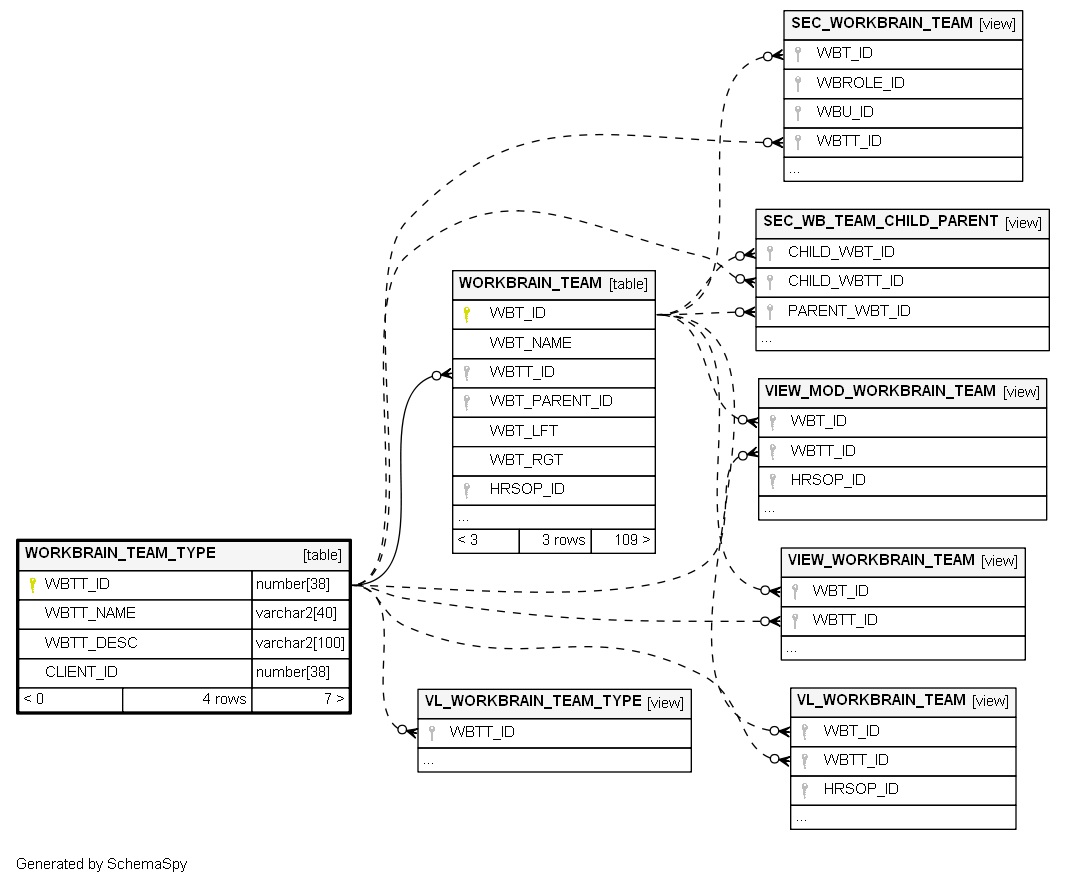 SEC_WORKBRAIN_TEAM [view]
WBT_ID
WBROLE_ID
WBU_ID
WBTT_ID
...
SEC_WB_TEAM_CHILD_PARENT [view]
CHILD_WBT_ID
CHILD_WBTT_ID
PARENT_WBT_ID
...
WORKBRAIN_TEAM [table]
WBT_ID
WBT_NAME
WBTT_ID
WBT_PARENT_ID
WBT_LFT
WBT_RGT
HRSOP_ID
...
< 3 3 rows 109 >
VIEW_MOD_WORKBRAIN_TEAM [view]
WBT_ID
WBTT_ID
HRSOP_ID
...
WORKBRAIN_TEAM_TYPE [table]
WBTT_ID number[38]
WBTT_NAME varchar2[40]
WBTT_DESC varchar2[100]
CLIENT_ID number[38]
< 0 4 rows 7 >
VIEW_WORKBRAIN_TEAM [view]
WBT_ID
WBTT_ID
...
VL_WORKBRAIN_TEAM_TYPE [view]
WBTT_ID
...
VL_WORKBRAIN_TEAM [view]
WBT_ID
WBTT_ID
HRSOP_ID
...
Generated by SchemaSpy